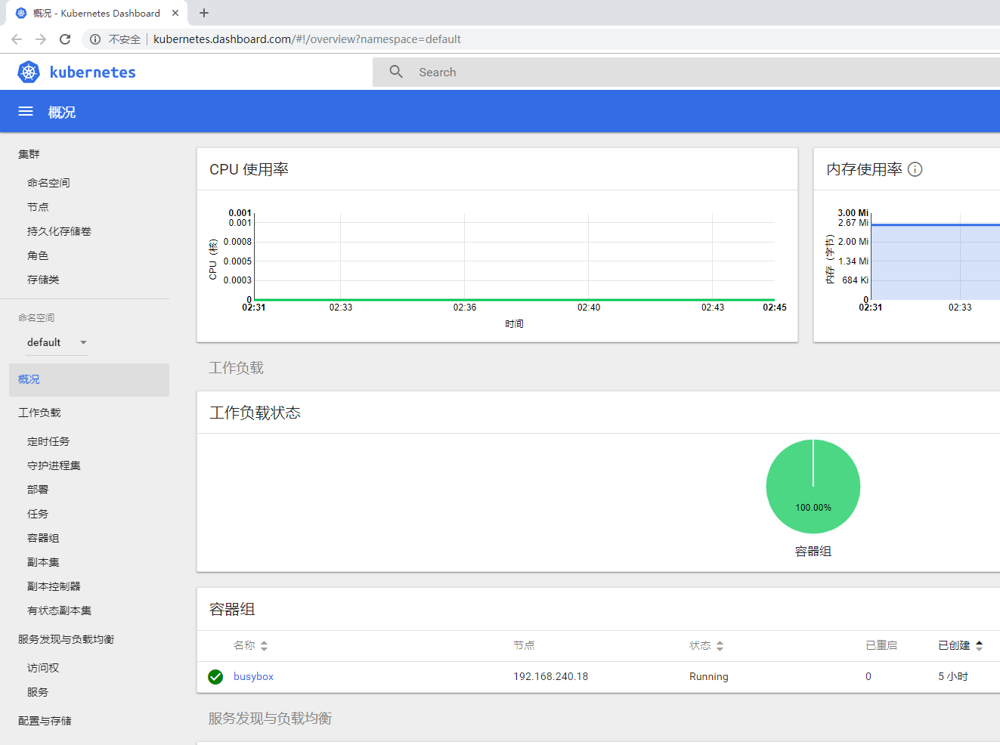 概况 - Kubernetes Dashboard
不安全 kubernetes.dashboard.com/#!/overview?namespace=default
kubernetes
Search
概况
集群
命名空间
节点
持久化存储卷
角色
存储类
命名空间
default
概况
工作负载
定时任务
守护进程集
部署
任务
容器组
副本集
副本控制器
有状态副本集
服务发现与负载均衡
访问权
服务
配置与存储
CPU 使用率
0.001
0.001
0.0008
0.0005
0.0003
0
CPU（核）
02:31 02:33 02:36 02:40 02:43 02:45
时间
内存使用率
3.00 Mi
2.67 Mi
2.00 Mi
1.34 Mi
684 Ki
0
内存（字节）
02:31 02:33
工作负载
工作负载状态
100.00%
容器组
容器组
名称 节点 状态 已重启 已创建
busybox 192.168.240.18 Running 0 5 小时
服务发现与负载均衡